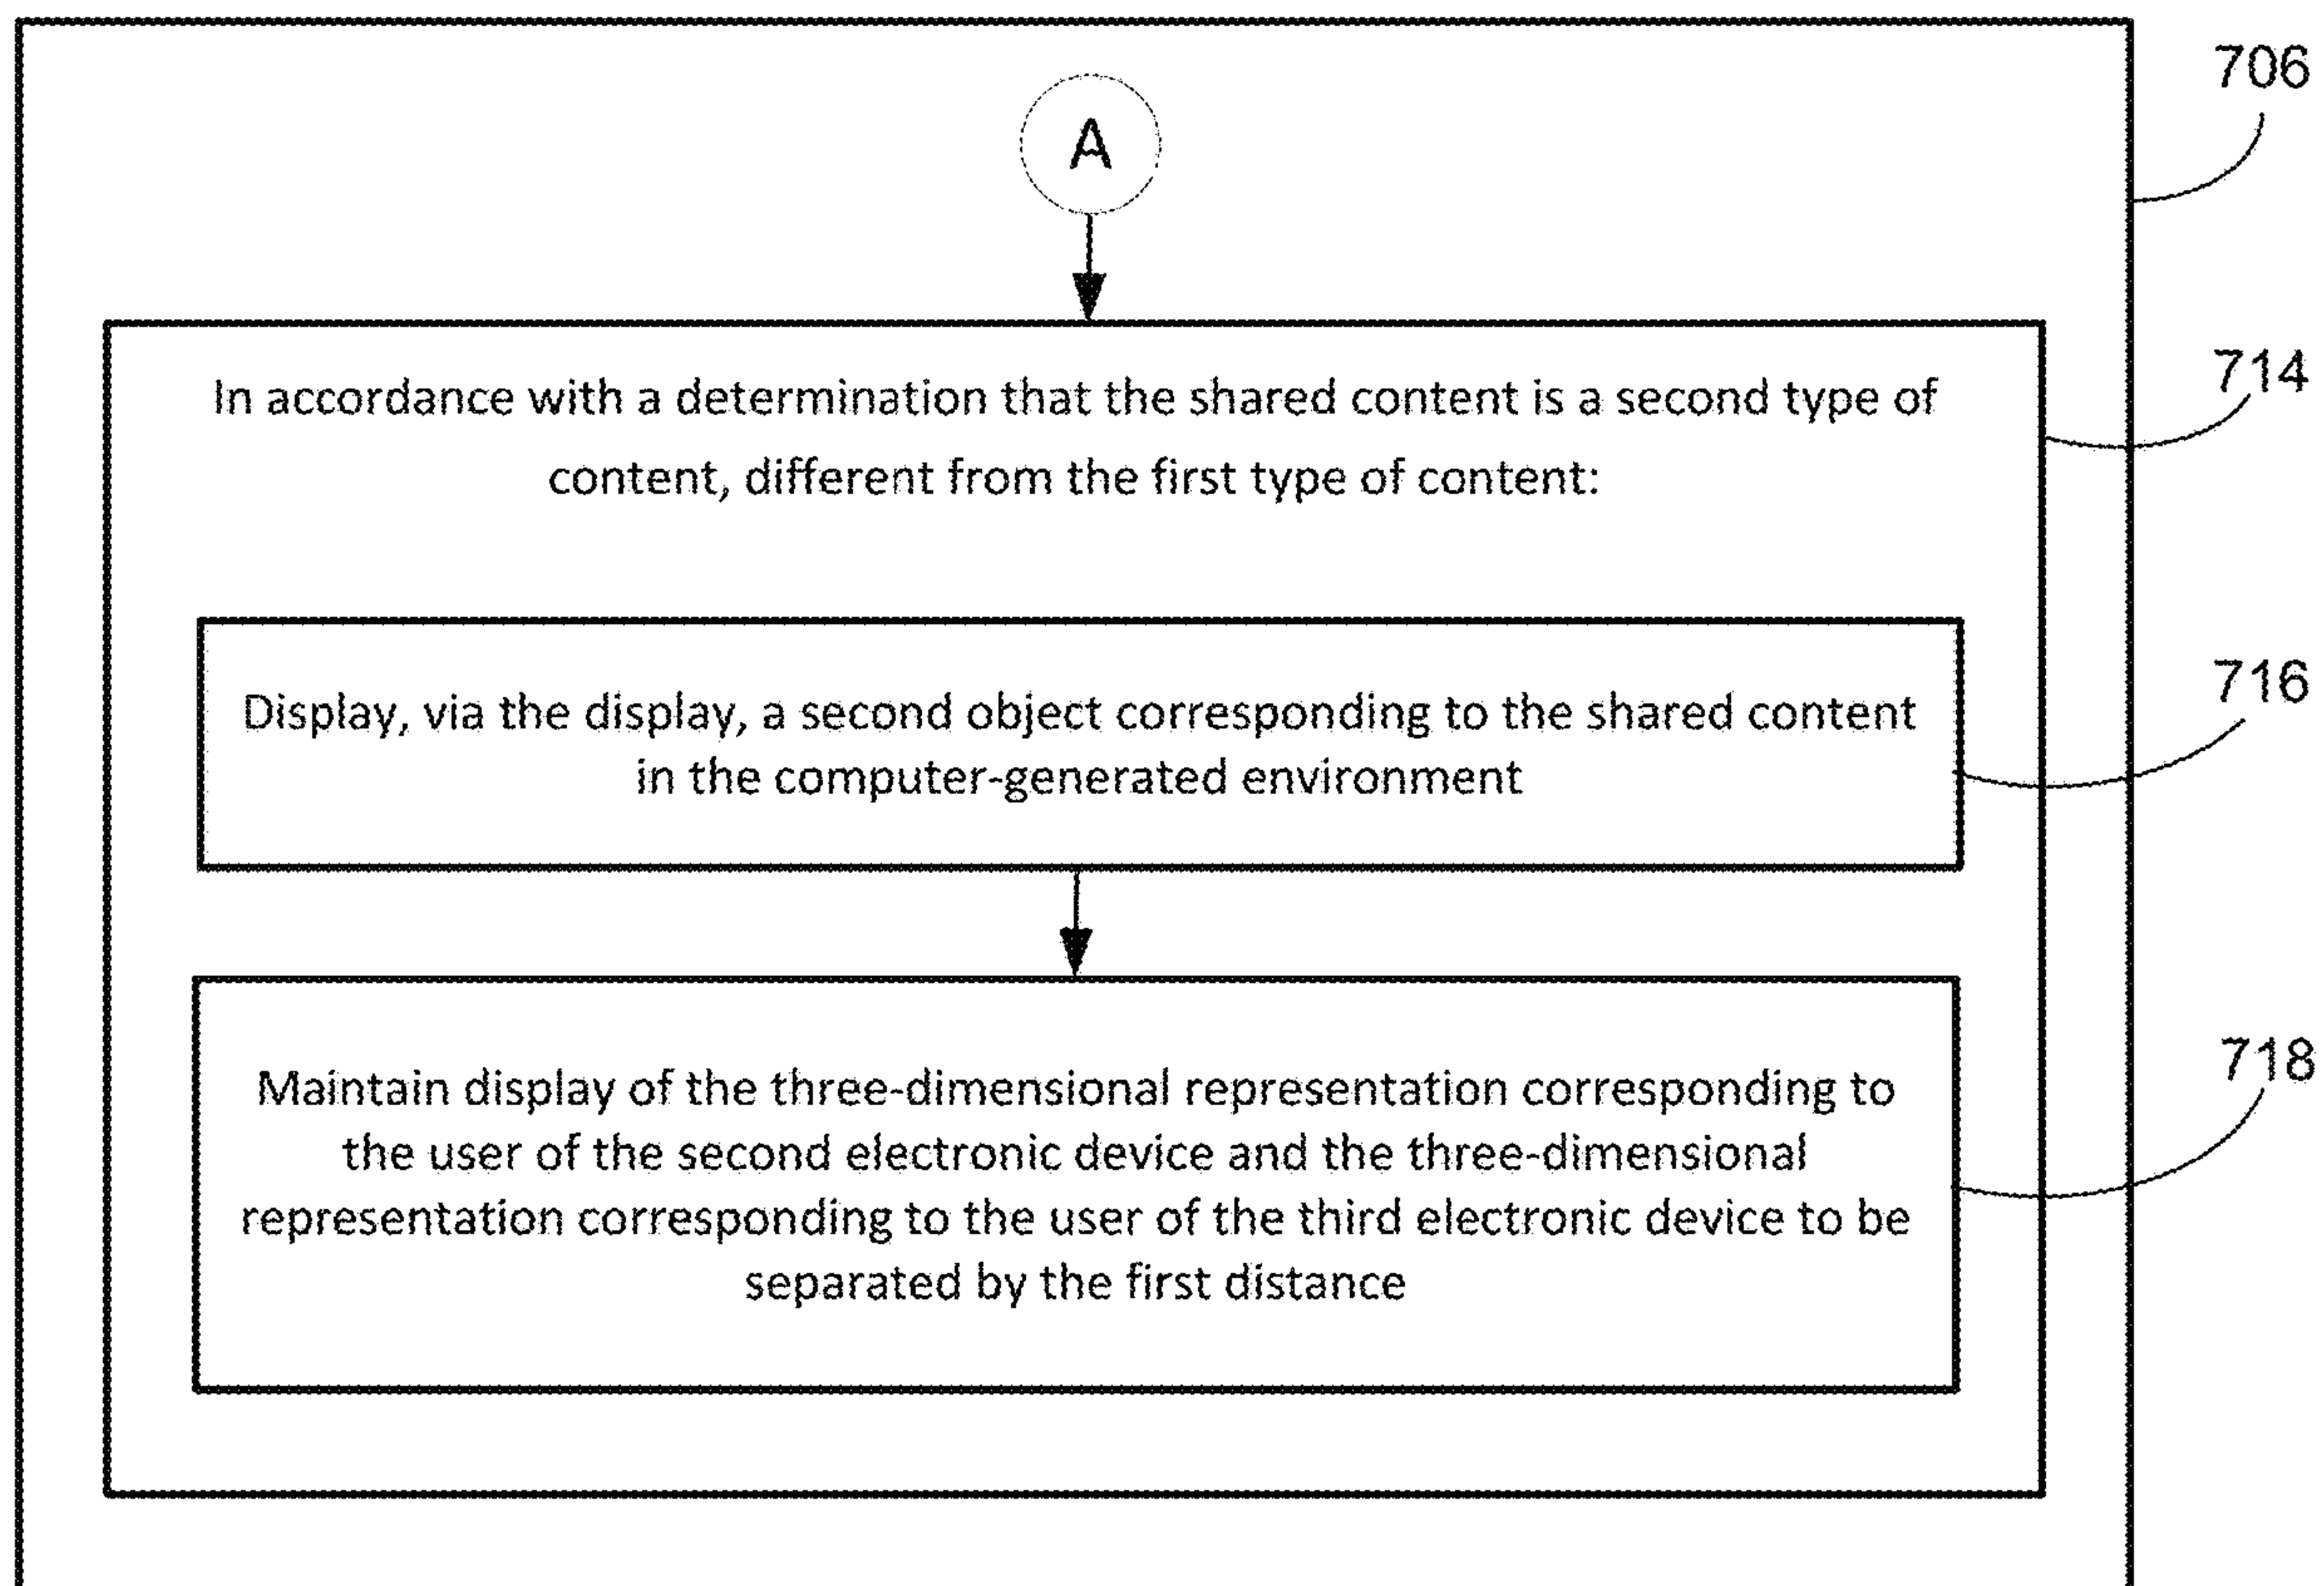 706
A
714
In accordance with a determination that the shared content is a second type of
content, different from the first type of content:
716
Display, via the display, a second object corresponding to the shared content
in the computer-generated environment
718
Maintain display of the three-dimensional representation corresponding to
the user of the second electronic device and the three-dimensional
representation corresponding to the user of the third electronic device to be
separated by the first distance